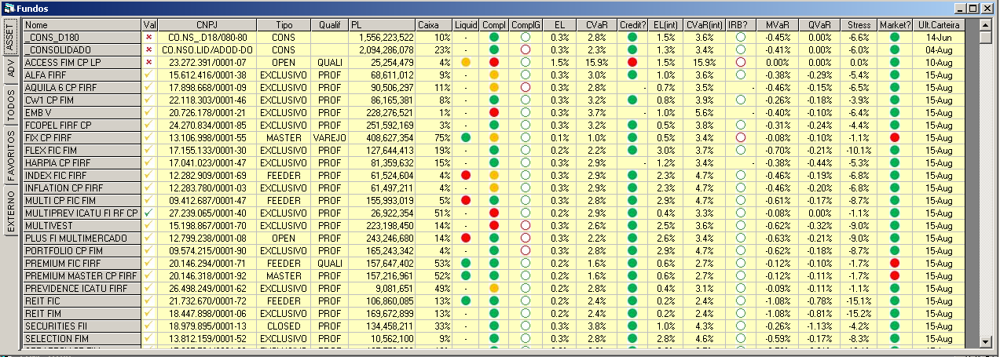 Fundos
ASSET
ADV
TODOS
FAVORITOS
EXTERNO
Nome Val CNPJ Tipo Qualif PL Caixa Liquid Compl ComplG EL CVaR Credit? EL(int) CVaR(int) IRB? MVaR QVaR Stress Market? Ult.Carteira
_CONS_D180 CO.NS_.D18/080-80 CONS 1,556,223,522 10% - 0.3% 2.8% 1.5% 3.6% -0.45% 0.00% -6.6% 14-Jun
_CONSOLIDADO CO.NSO.LID/ADOD-DO CONS 2,094,286,078 23% - 0.3% 2.8% 1.3% 3.4% -0.41% 0.00% -6.0% 04-Aug
ACCESS FIM CP LP 23.272.391/0001-07 OPEN QUALI 25,254,479 4% 1.5% 15.9% 1.5% 15.9% 0.00% 0.00% 0.0% 10-Aug
ALFA FIRF 15.612.416/0001-38 EXCLUSIVO PROF 68,611,012 9% - 0.3% 3.0% 1.0% 3.6% -0.38% -0.29% -5.4% 15-Aug
AQUILA 6 CP FIRF 17.898.668/0001-09 EXCLUSIVO PROF 90,506,297 11% - 0.3% 2.8% - 0.7% 3.5% - -0.46% -0.15% -6.5% 15-Aug
CW1 CP FIM 22.118.303/0001-46 EXCLUSIVO PROF 86,165,381 8% - 0.3% 3.2% 0.8% 3.9% -0.26% -0.18% -3.9% 15-Aug
EMB V 20.726.178/0001-21 EXCLUSIVO PROF 228,276,521 1% - 0.3% 3.7% - 1.0% 5.6% - -0.40% -0.10% -6.4% 15-Aug
FCOPEL FIRF CP 24.270.834/0001-85 EXCLUSIVO PROF 251,592,169 3% - 0.3% 3.2% 0.5% 3.8% -0.31% -0.24% -4.4% 15-Aug
FIX CP FIRF 13.106.998/0001-55 MASTER VAREJO 408,627,354 75% 0.1% 1.0% 0.5% 3.4% -0.08% -0.10% -1.1% 15-Aug
FLEX FIC FIM 17.155.133/0001-30 EXCLUSIVO PROF 127,644,413 19% - 0.2% 2.2% 3.0% 3.7% -0.70% -0.21% -10.1% 15-Aug
HARPIA CP FIRF 17.041.023/0001-47 EXCLUSIVO PROF 81,359,632 15% - 0.3% 2.9% - 1.2% 3.4% - -0.38% -0.44% -5.3% 15-Aug
INDEX FIC FIRF 12.282.909/0001-69 FEEDER PROF 61,524,604 4% 0.3% 2.9% 2.3% 4.7% -0.46% -0.19% -6.8% 15-Aug
INFLATION CP FIRF 12.283.780/0001-03 EXCLUSIVO PROF 61,497,211 4% - 0.3% 2.9% 2.3% 4.7% -0.46% -0.20% -6.8% 15-Aug
MULTI CP FIC FIM 09.412.687/0001-47 FEEDER PROF 155,993,019 5% 0.3% 2.8% 2.9% 4.7% -0.61% -0.17% -8.7% 15-Aug
MULTIPREV ICATU FI RF CP 27.239.065/0001-40 EXCLUSIVO PROF 26,922,354 51% - 0.2% 2.9% 0.4% 3.3% -0.08% 0.00% -1.1% 15-Aug
MULTIVEST 15.198.867/0001-70 EXCLUSIVO PROF 223,198,450 14% - 0.3% 2.6% 2.5% 3.6% -0.62% -0.32% -9.0% 15-Aug
PLUS FI MULTIMERCADO 12.799.238/0001-08 OPEN PROF 243,246,680 14% 0.2% 2.2% 2.6% 3.4% -0.63% -0.21% -9.0% 15-Aug
PORTFOLIO CP FIM 09.574.215/0001-90 EXCLUSIVO PROF 165,243,342 4% - 0.3% 2.8% 2.9% 4.7% -0.62% -0.18% -8.7% 15-Aug
PREMIUM FIC FIRF 20.146.294/0001-71 FEEDER QUALI 157,647,402 53% 0.2% 1.6% 0.6% 2.7% -0.12% -0.10% -1.7% 15-Aug
PREMIUM MASTER CP FIRF 20.146.318/0001-92 MASTER PROF 157,216,961 52% 0.2% 1.6% 0.6% 2.7% -0.12% -0.11% -1.7% 15-Aug
PREVIDENCE ICATU FIRF 26.498.249/0001-62 EXCLUSIVO PROF 9,081,651 49% - 0.2% 2.8% 0.4% 3.1% -0.09% -0.11% -1.1% 15-Aug
REIT FIC 21.732.670/0001-72 FEEDER PROF 106,860,085 13% 0.2% 2.4% 0.2% 2.4% -1.08% -0.78% -15.1% 15-Aug
REIT FIM 18.447.898/0001-06 EXCLUSIVO PROF 169,672,899 13% - 0.2% 2.4% 0.2% 2.4% -1.08% -0.81% -15.2% 15-Aug
SECURITIES FII 18.979.895/0001-13 CLOSED PROF 134,458,211 33% - 0.3% 3.8% 1.0% 4.3% -0.26% -1.13% -4.2% 15-Aug
SELECTION FIM 13.812.159/0001-52 EXCLUSIVO PROF 10,562,100 9% - 0.3% 2.8% 2.8% 4.6% -0.59% -0.17% -8.3% 15-Aug